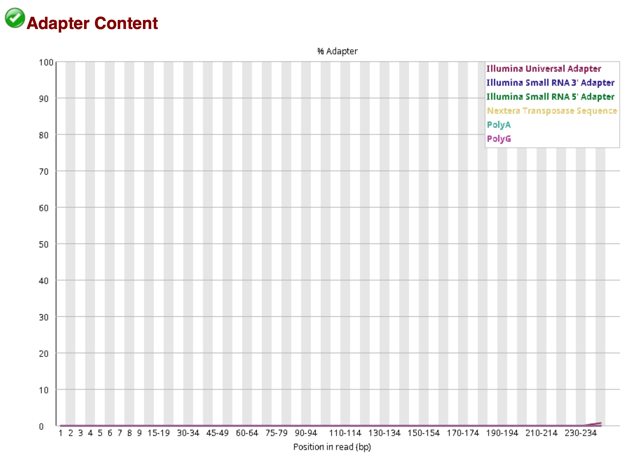 Adapter Content
% Adapter
100
90
80
70
60
50
40
30
20
10
0
Illumina Universal Adapter
Illumina Small RNA 3' Adapter
Illumina Small RNA 5' Adapter
Nextera Transposase Sequence
PolyA
PolyG
1 2 3 4 5 6 7 8 9 15-19 30-34 45-49 60-64 75-79 90-94 110-114 130-134 150-154 170-174 190-194 210-214 230-234
Position in read (bp)